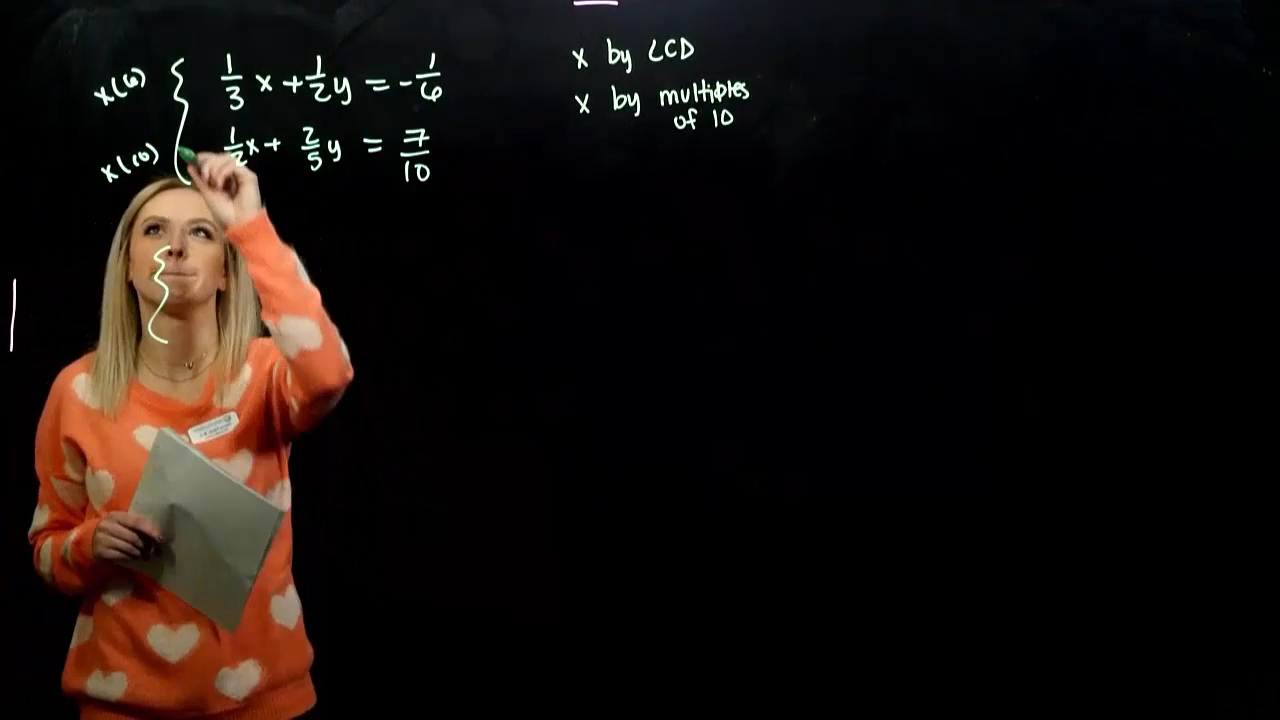 x(6) { 1/3 x + 1/2 y = - 1/6
x(10) 1/2 x + 2/5 y = 7/10
x by LCD
x by multiples
of 10